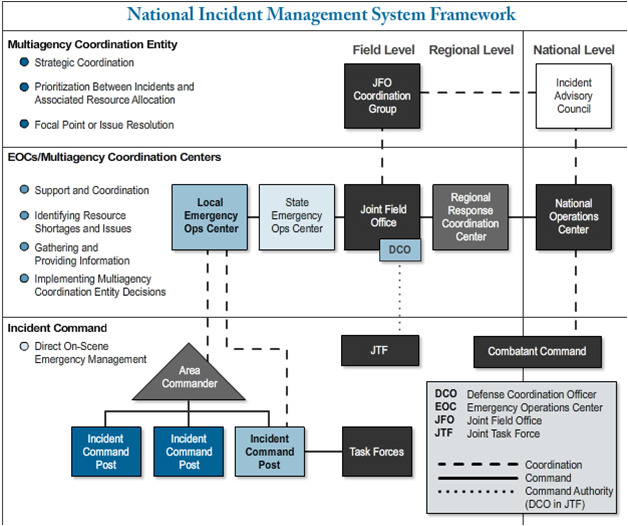 National Incident Management System Framework
Multiagency Coordination Entity
Strategic Coordination
Prioritization Between Incidents and
Associated Resource Allocation
Focal Point or Issue Resolution
Field Level
Regional Level
National Level
JFO
Coordination
Group
Incident
Advisory
Council
EOCs/Multiagency Coordination Centers
Support and Coordination
Identifying Resource
Shortages and Issues
Gathering and
Providing Information
Implementing Multiagency
Coordination Entity Decisions
Local
Emergency
Ops Center
State
Emergency
Ops Center
Joint Field
Office
DCO
Regional
Response
Coordination
Center
National
Operations
Center
Incident Command
Direct On-Scene
Emergency Management
Area
Commander
JTF
Combatant Command
Incident
Command
Post
Incident
Command
Post
Incident
Command
Post
Task Forces
DCO Defense Coordination Officer
EOC Emergency Operations Center
JFO Joint Field Office
JTF Joint Task Force
Coordination
Command
Command Authority
(DCO in JTF)